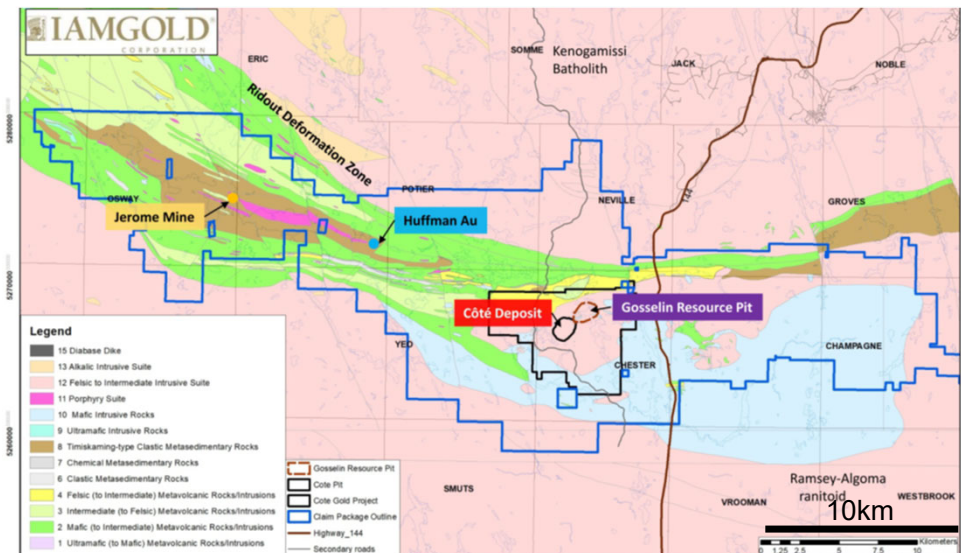 IAMGOLD
CORPORATION
ERIC
SOMME
Kenogamissi
Batholith
JACK
NOBLE
Ridout Deformation Zone
5280000
OSWAY
POTIER
NEVILLE
144
GROVES
Jerome Mine
Huffman Au
5270000
Côté Deposit
Gosselin Resource Pit
YEO
CHESTER
CHAMPAGNE
5260000
Legend
15 Diabase Dike
13 Alkalic Intrusive Suite
12 Felsic to Intermediate Intrusive Suite
11 Porphyry Suite
10 Mafic Intrusive Rocks
9 Ultramafic Intrusive Rocks
8 Timiskaming-type Clastic Metasedimentary Rocks
7 Chemical Metasedimentary Rocks
6 Clastic Metasedimentary Rocks
4 Felsic (to Intermediate) Metavolcanic Rocks/Intrusions
3 Intermediate (to Felsic) Metavolcanic Rocks/Intrusions
2 Mafic (to Intermediate) Metavolcanic Rocks/Intrusions
1 Ultramafic (to Mafic) Metavolcanic Rocks/Intrusions
Gosselin Resource Pit
Cote Pit
Cote Gold Project
Claim Package Outline
Highway_144
Secondary roads
SMUTS
VROOMAN
Ramsey-Algoma
ranitoid
WESTBROOK
10km
Kilometers
0 1.25 2.5 5 7.5 10